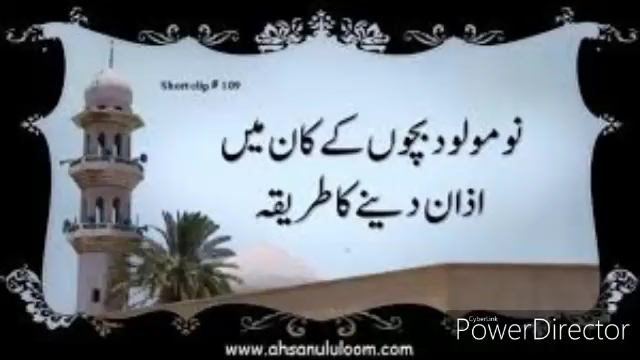 Short clip # 109
نومولود بچوں کے کان میں
اذان دینے کا طریقہ
CyberLink
PowerDirector
www.ahsanululoom.com